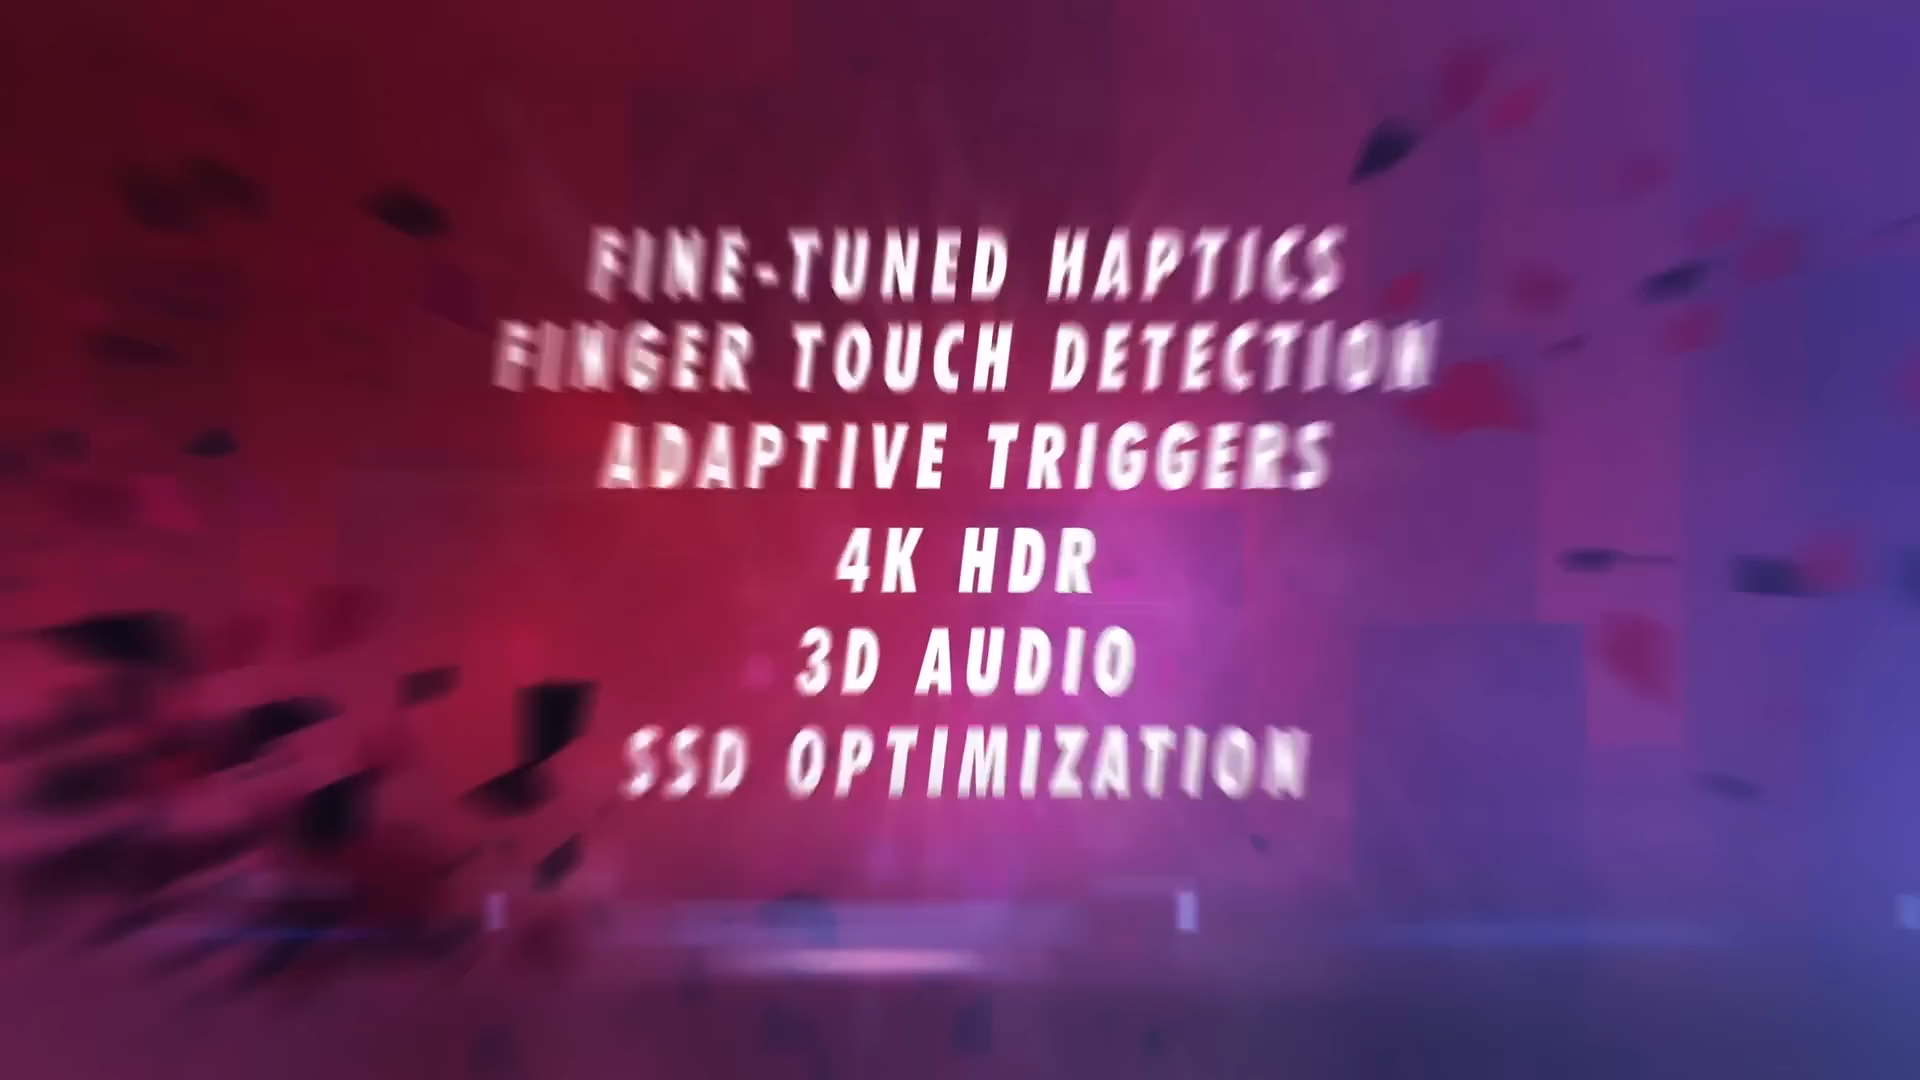 FINE-TUNED HAPTICS
FINGER TOUCH DETECTION
ADAPTIVE TRIGGERS
4K HDR
3D AUDIO
SSD OPTIMIZATION